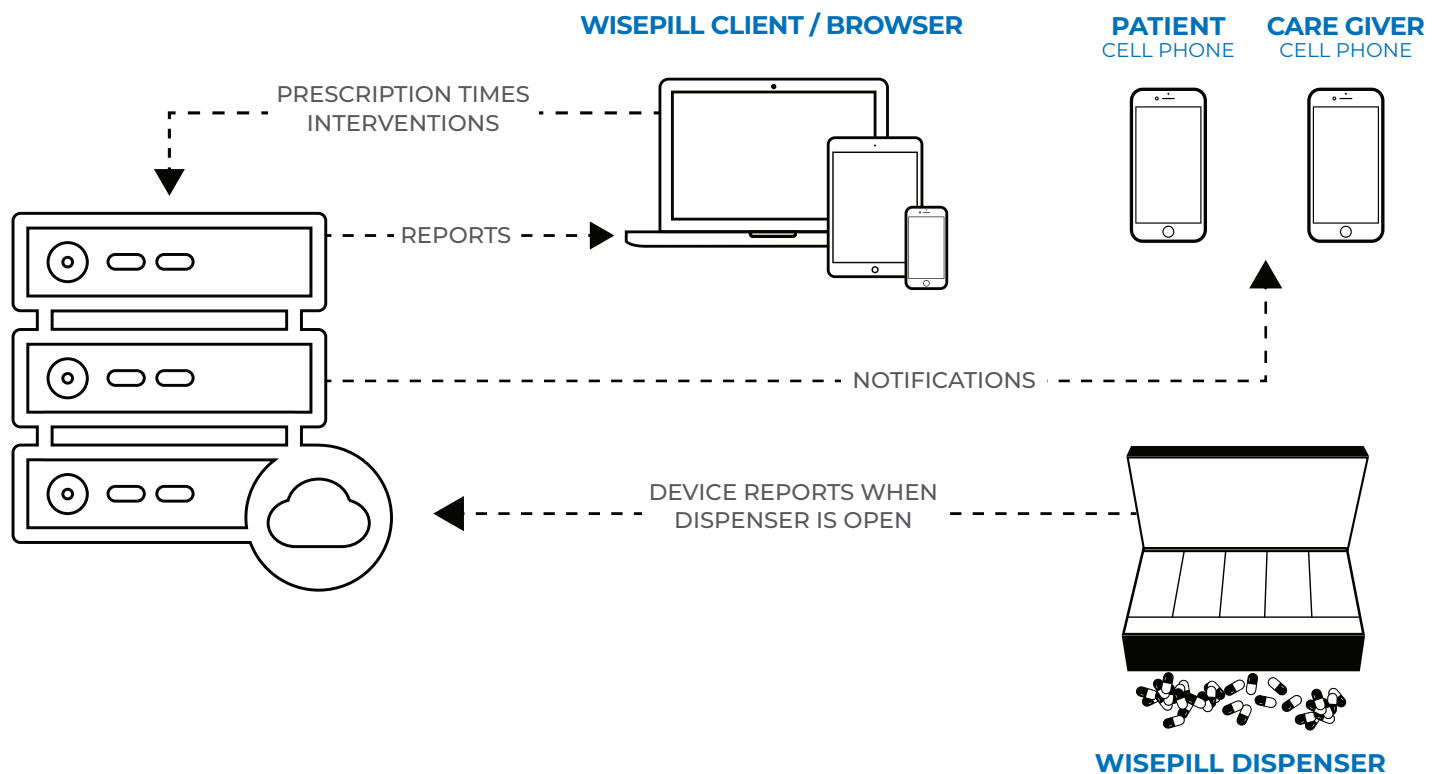 WISEPILL CLIENT / BROWSER
PATIENT
CELL PHONE
CARE GIVER
CELL PHONE
PRESCRIPTION TIMES
INTERVENTIONS
REPORTS
NOTIFICATIONS
DEVICE REPORTS WHEN
DISPENSER IS OPEN
WISEPILL DISPENSER